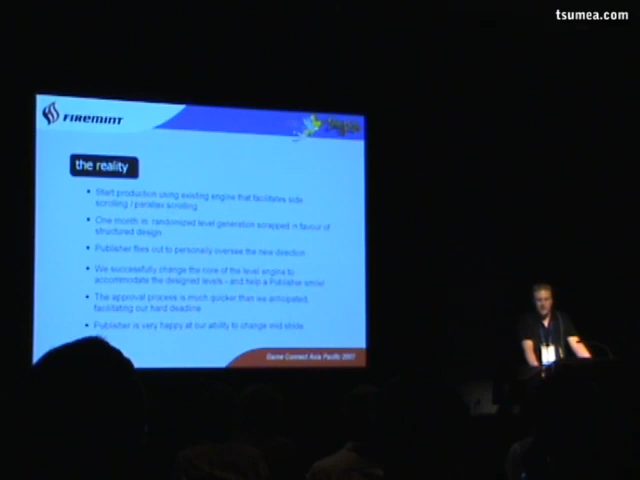 tsumea.com
FIREMINT
the reality
Start production using existing engine that facilitates side
scrolling / parallax scrolling
One month in: randomized level generation scrapped in favour of
structured design
Publisher flies out to personally oversee the new direction
We successfully change the core of the level engine to
accommodate the designed levels - and help a Publisher smile!
The approval process is much quicker than we anticipated,
facilitating our hard deadline
Publisher is very happy at our ability to change mid stride
Game Connect Asia Pacific 2007